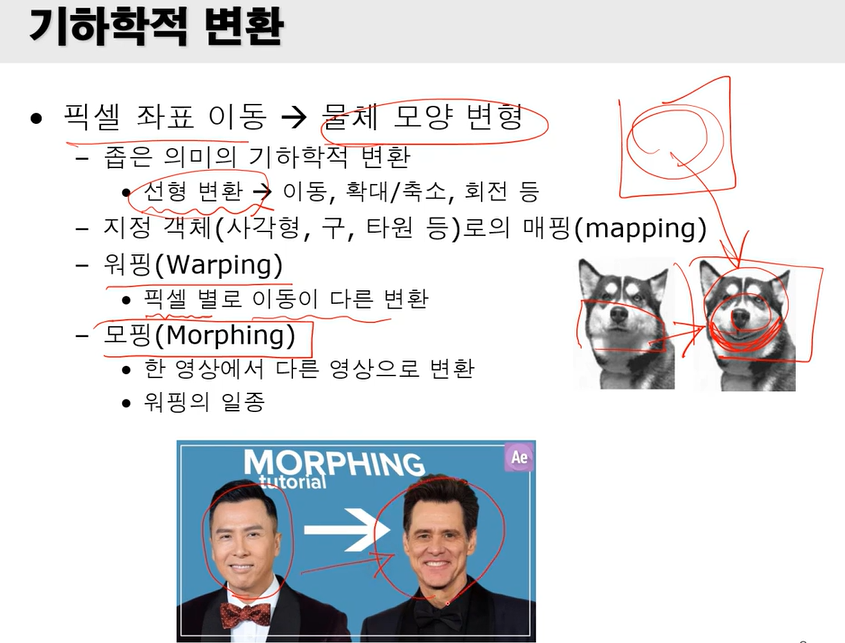 기하학적 변환
• 픽셀 좌표 이동 → 물체 모양 변형
– 좁은 의미의 기하학적 변환
• 선형 변환 → 이동, 확대/축소, 회전 등
– 지정 객체(사각형, 구, 타원 등)로의 매핑(mapping)
– 워핑(Warping)
• 픽셀 별로 이동이 다른 변환
– 모핑(Morphing)
• 한 영상에서 다른 영상으로 변환
• 워핑의 일종
MORPHING
tutorial
Ae